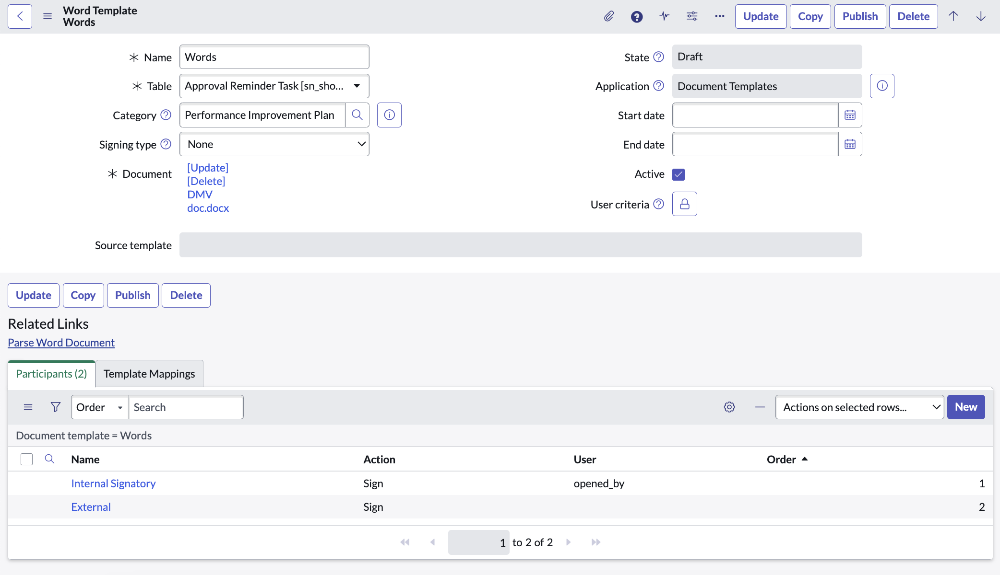 Word Template
Words
Update Copy Publish Delete
Name Words
State Draft
Table Approval Reminder Task [sn_sho...
Application Document Templates
Category Performance Improvement Plan
Start date
Signing type None
End date
Document [Update]
[Delete]
DMV
doc.docx
Active
User criteria
Source template
Update Copy Publish Delete
Related Links
Parse Word Document
Participants (2) Template Mappings
Order Search Actions on selected rows... New
Document template = Words
Name Action User Order
Internal Signatory Sign opened_by 1
External Sign 2
1 to 2 of 2